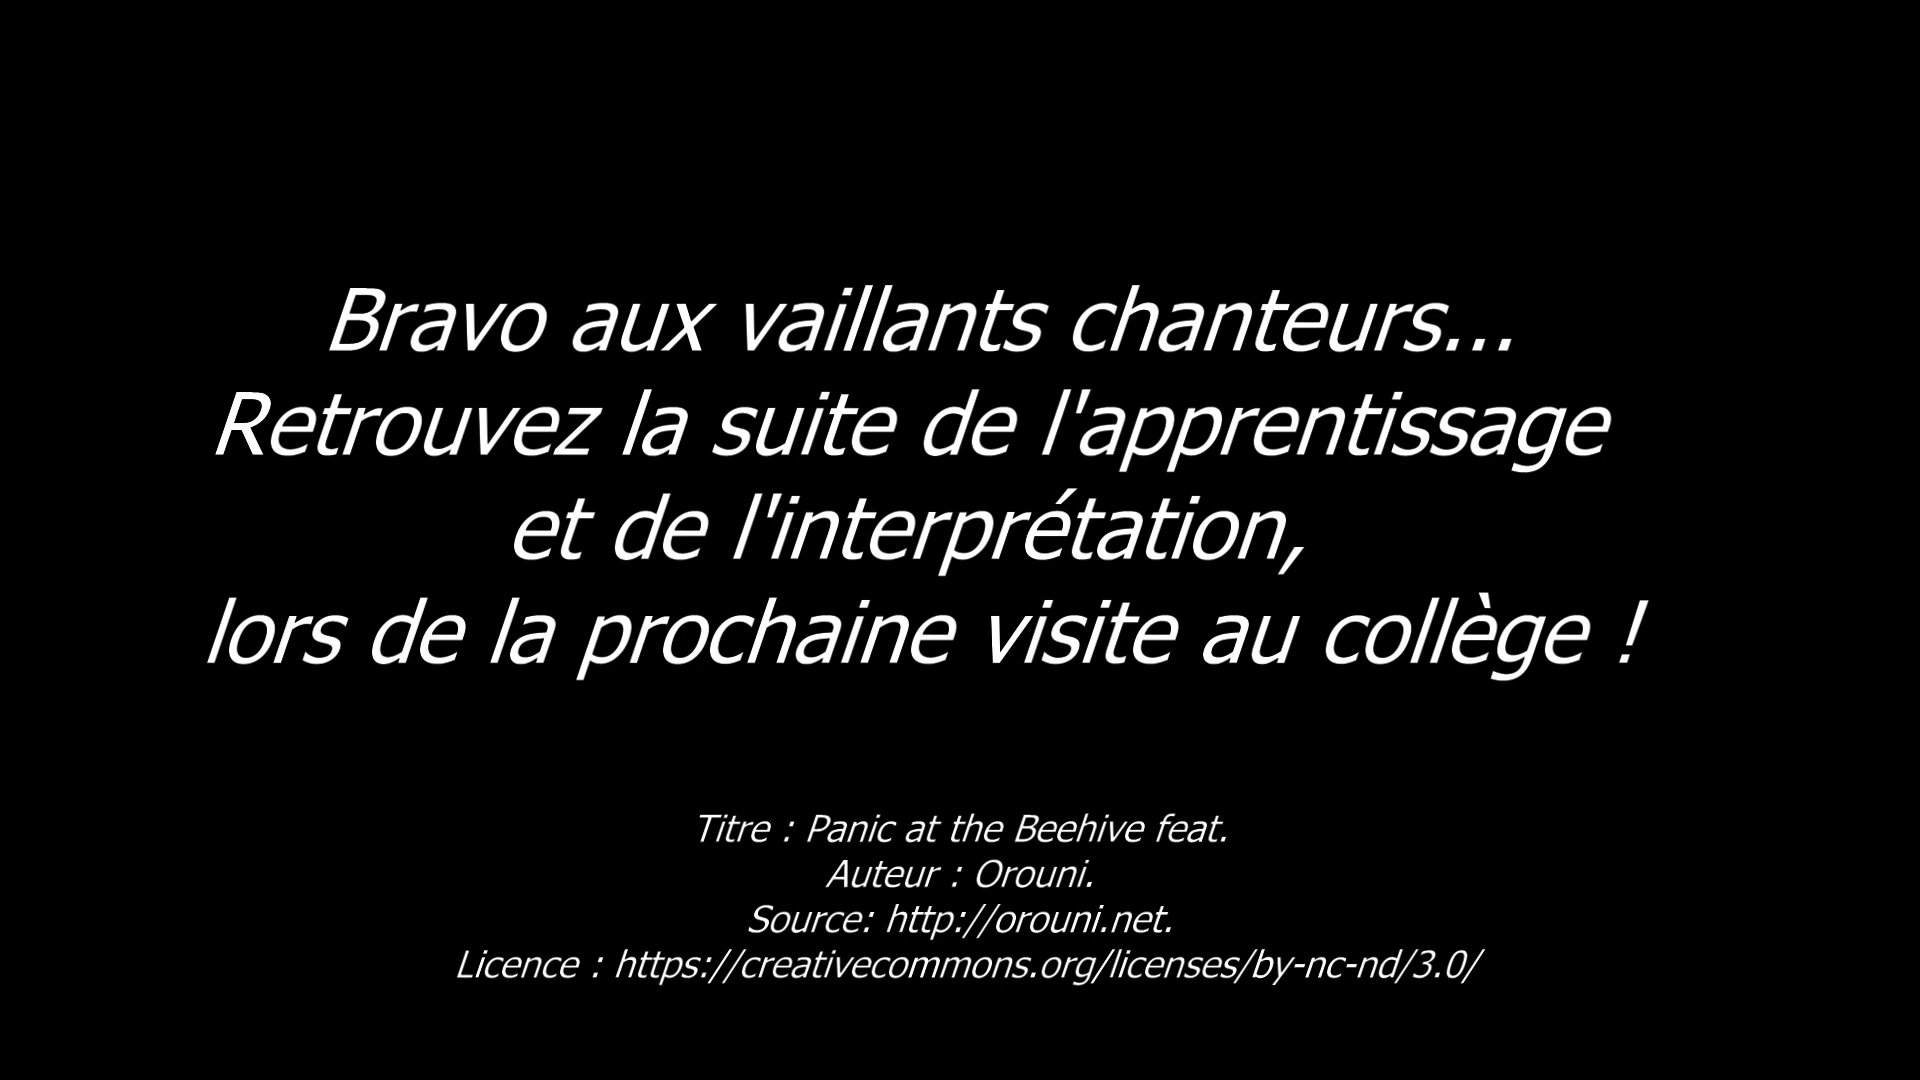 Bravo aux vaillants chanteurs...
Retrouvez la suite de l'apprentissage
et de l'interprétation,
lors de la prochaine visite au collège !
Titre : Panic at the Beehive feat.
Auteur : Orouni.
Source: http://orouni.net.
Licence : https://creativecommons.org/licenses/by-nc-nd/3.0/